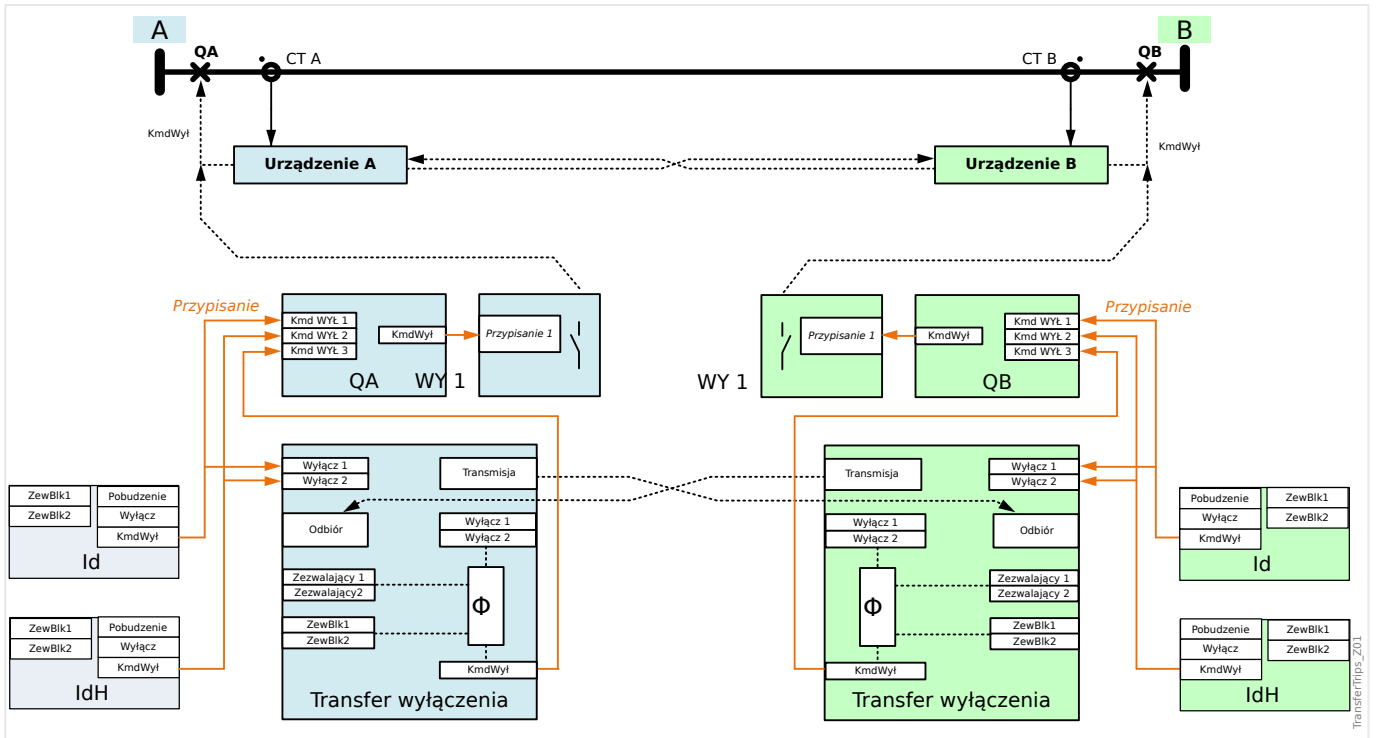 A
B
QA
CT A
CT B
QB
KmdWył
KmdWył
Urządzenie A
Urządzenie B
Przypisanie
Kmd WYŁ 1
Kmd WYŁ 2
Kmd WYŁ 3
KmdWył
QA
Przypisanie 1
WY 1
Przypisanie 1
WY 1
KmdWył
Kmd WYŁ 1
Kmd WYŁ 2
Kmd WYŁ 3
QB
Przypisanie
ZewBlk1
ZewBlk2
Pobudzenie
Wyłącz
KmdWył
Id
ZewBlk1
ZewBlk2
Pobudzenie
Wyłącz
KmdWył
IdH
Wyłącz 1
Wyłącz 2
Transmisja
Odbiór
Wyłącz 1
Wyłącz 2
Zezwalający 1
Zezwalający2
Φ
ZewBlk1
ZewBlk2
KmdWył
Transfer wyłączenia
Transmisja
Wyłącz 1
Wyłącz 2
Wyłącz 1
Wyłącz 2
Odbiór
Zezwalający 1
Zezwalający 2
Φ
ZewBlk1
ZewBlk2
KmdWył
Transfer wyłączenia
Pobudzenie
Wyłącz
KmdWył
ZewBlk1
ZewBlk2
Id
Pobudzenie
Wyłącz
KmdWył
ZewBlk1
ZewBlk2
IdH
TransferTrips_Z01